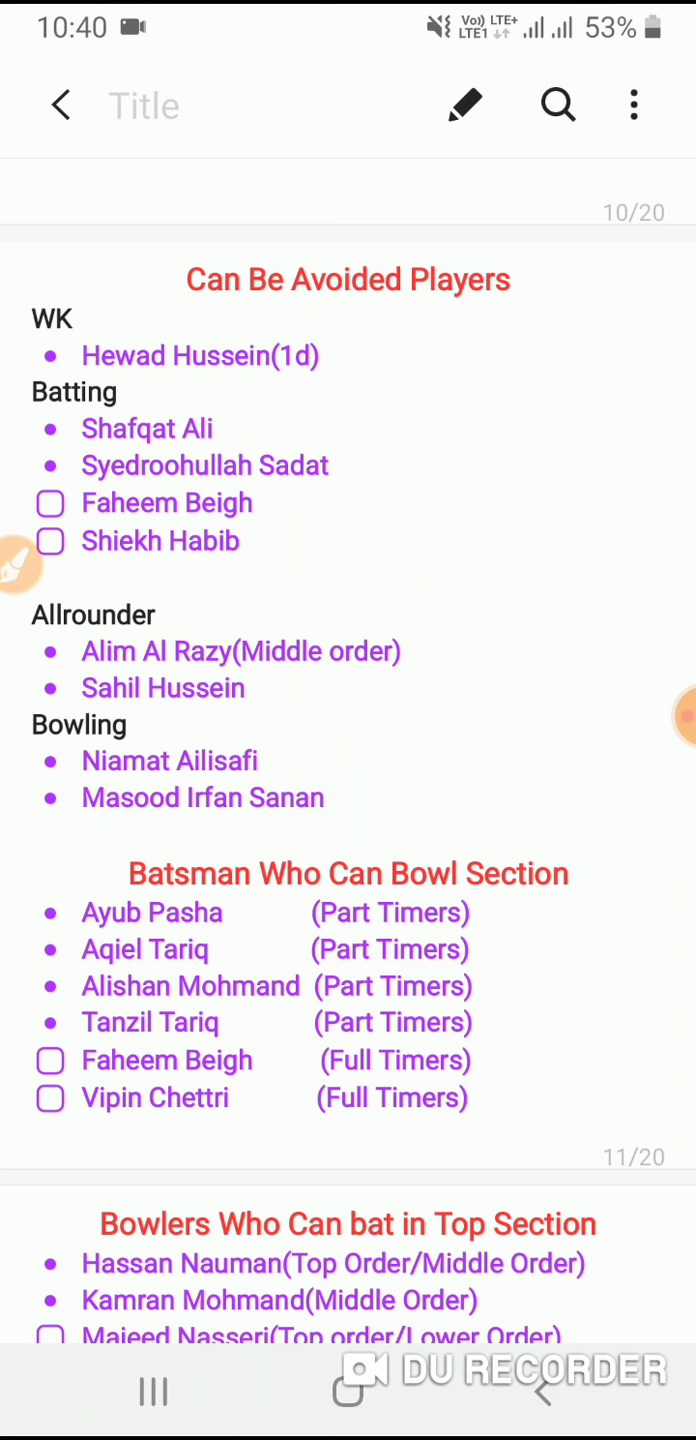 10:40 Vo)) LTE+ LTE1 53%
Title
10/20
Can Be Avoided Players
WK
Hewad Hussein(1d)
Batting
Shafqat Ali
Syedroohullah Sadat
Faheem Beigh
Shiekh Habib
Allrounder
Alim Al Razy(Middle order)
Sahil Hussein
Bowling
Niamat Ailisafi
Masood Irfan Sanan
Batsman Who Can Bowl Section
Ayub Pasha (Part Timers)
Aqiel Tariq (Part Timers)
Alishan Mohmand (Part Timers)
Tanzil Tariq (Part Timers)
Faheem Beigh (Full Timers)
Vipin Chettri (Full Timers)
11/20
Bowlers Who Can bat in Top Section
Hassan Nauman(Top Order/Middle Order)
Kamran Mohmand(Middle Order)
Majeed Nasseri(Top order/Lower Order)
DU RECORDER